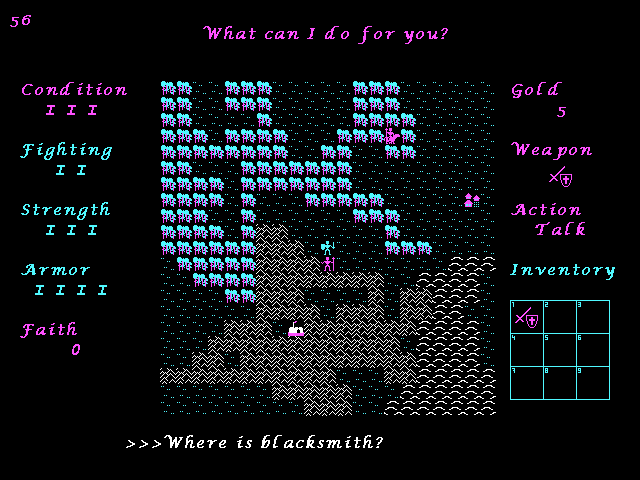 56
What can I do for you?
Condition
I I I
Fighting
I I
Strength
I I I
Armor
I I I I
Faith
0
Gold
5
Weapon
Action
Talk
Inventory
1 2 3
4 5 6
7 8 9
>>>Where is blacksmith?